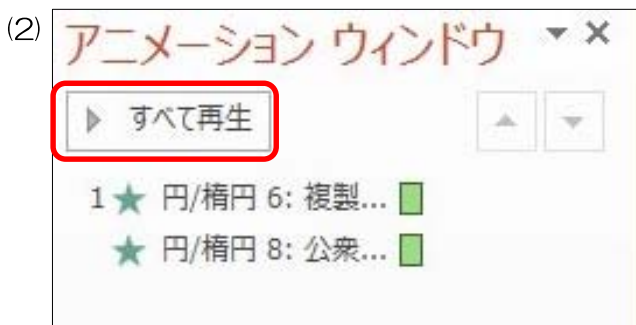 (2)
アニメーション ウィンドウ
すべて再生
1 円/楕円 6: 複製...
円/楕円 8: 公衆...